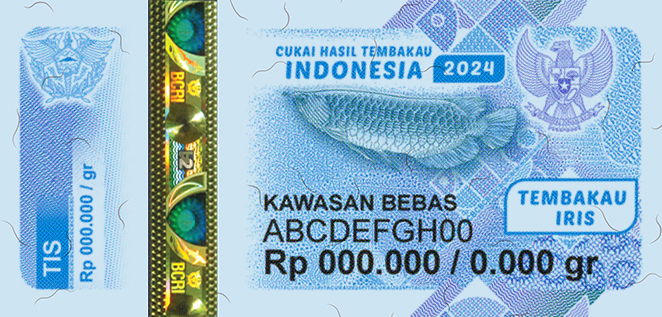 TIS
Rp 000.000 / gr
BCRI
BCRI
CUKAI HASIL TEMBAKAU
INDONESIA 2024
KAWASAN BEBAS
ABCDEFGH00
Rp 000.000 / 0.000 gr
TEMBAKAU
IRIS